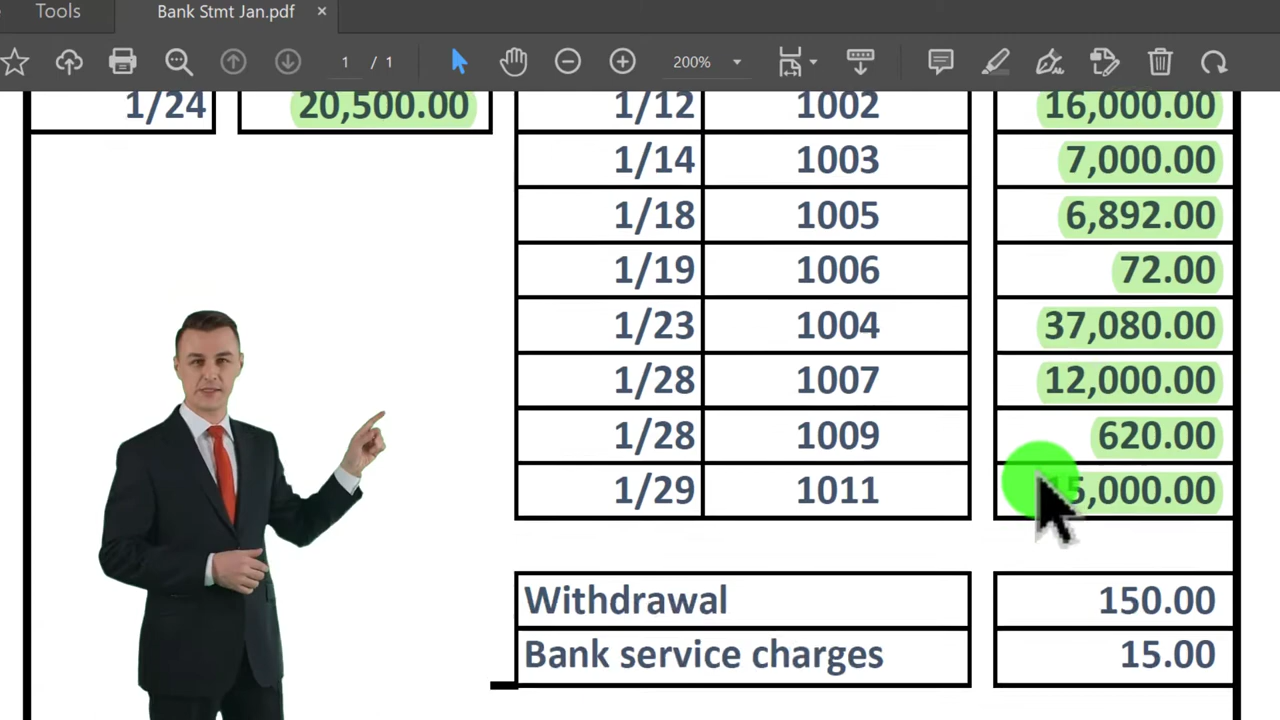 Tools Bank Stmt Jan.pdf ×
1 / 1 200%
1/24 20,500.00 1/12 1002 16,000.00
1/14 1003 7,000.00
1/18 1005 6,892.00
1/19 1006 72.00
1/23 1004 37,080.00
1/28 1007 12,000.00
1/28 1009 620.00
1/29 1011 5,000.00
Withdrawal 150.00
Bank service charges 15.00